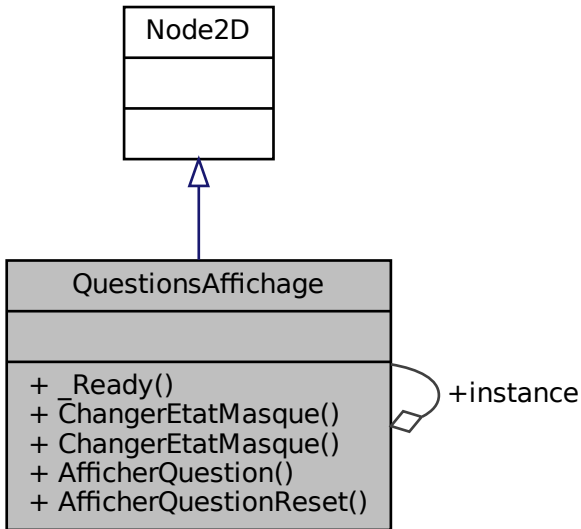 Node2D
QuestionsAffichage
+ _Ready()
+ ChangerEtatMasque()
+ ChangerEtatMasque()
+ AfficherQuestion()
+ AfficherQuestionReset()
+instance